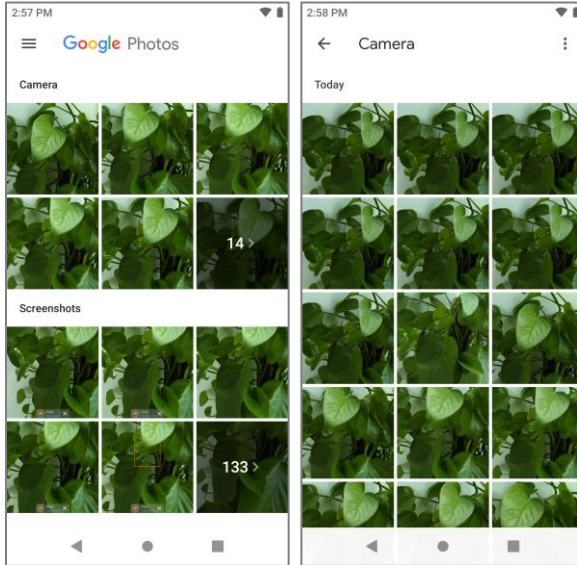 2:57 PM
Google Photos
Camera
14 >
Screenshots
133 >
2:58 PM
Camera
Today